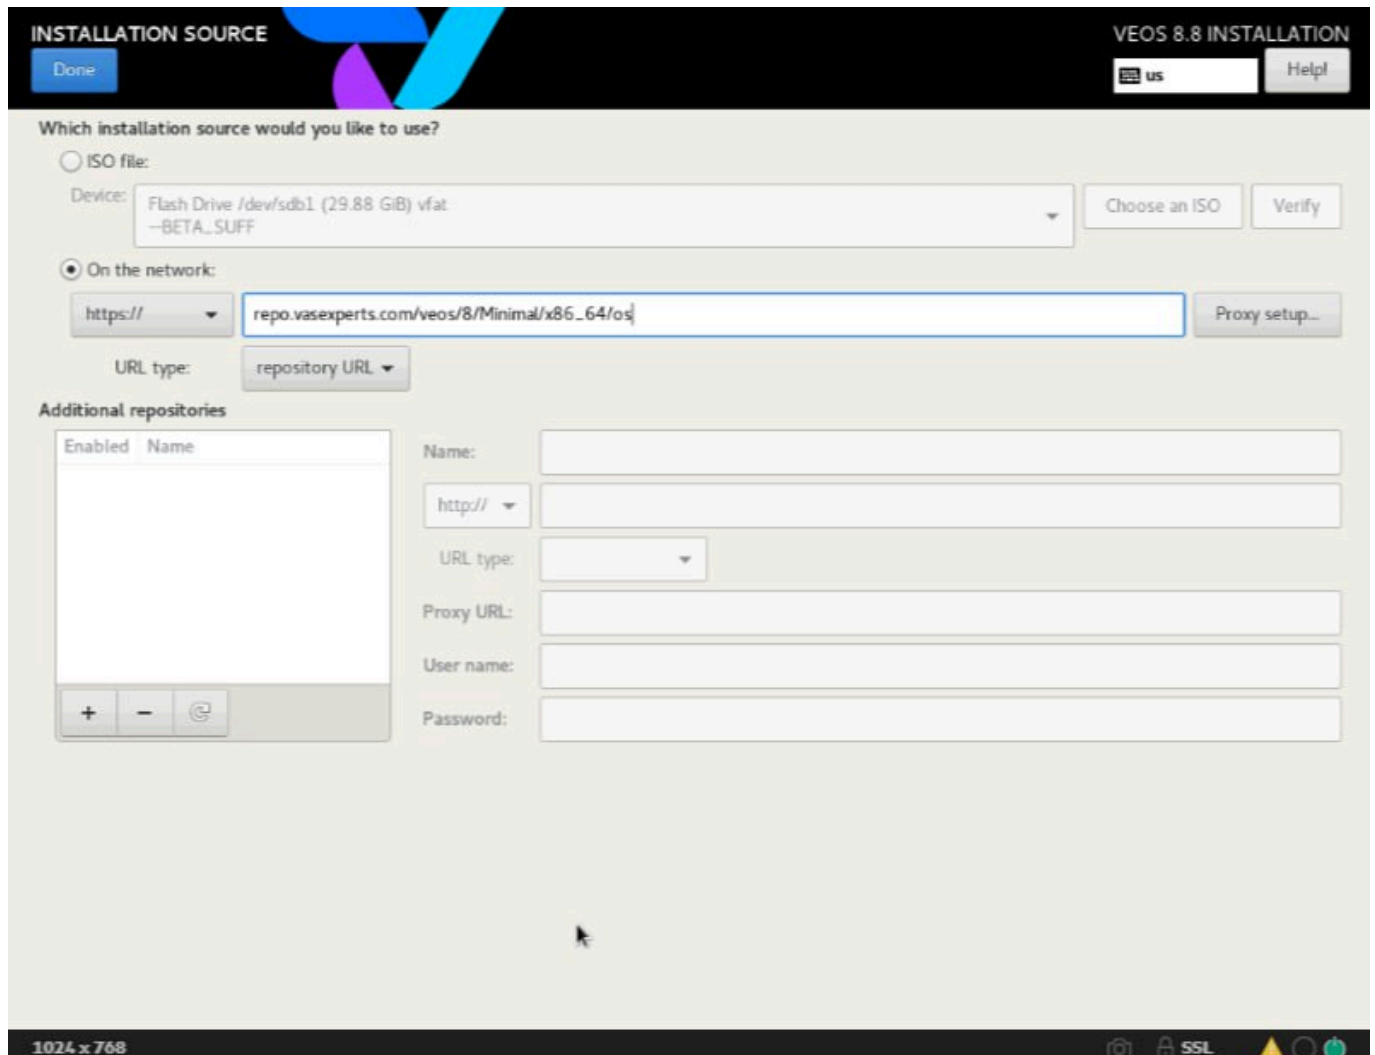 INSTALLATION SOURCE
VEOS 8.8 INSTALLATION
Done
us
Help!
Which installation source would you like to use?
ISO file:
Device:
Flash Drive /dev/sdb1 (29.88 GiB) vfat
--BETA_SUFF
Choose an ISO
Verify
On the network:
https://
repo.vasexperts.com/veos/8/Minimal/x86_64/os
Proxy setup...
URL type:
repository URL
Additional repositories
Enabled Name
Name:
http://
URL type:
Proxy URL:
User name:
Password:
1024 x 768
SSL